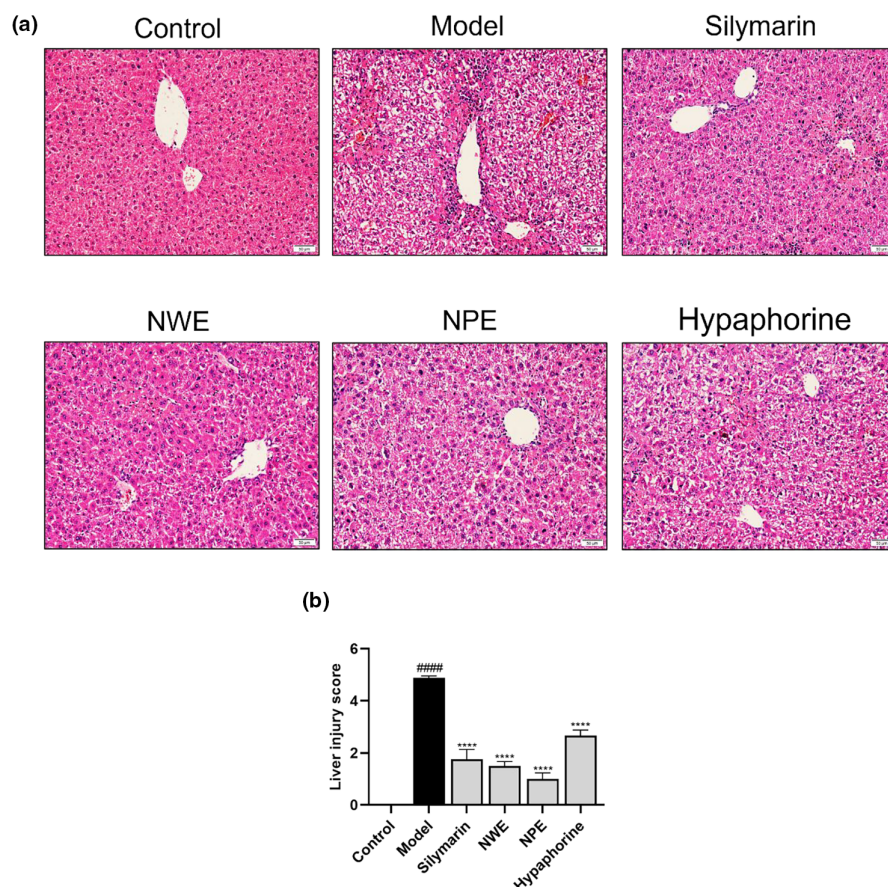 (a)
Control
Model
Silymarin
NWE
NPE
Hypaphorine
(b)
Liver injury score
6
4
2
0
####
****
****
****
****
Control
Model
Silymarin
NWE
NPE
Hypaphorine